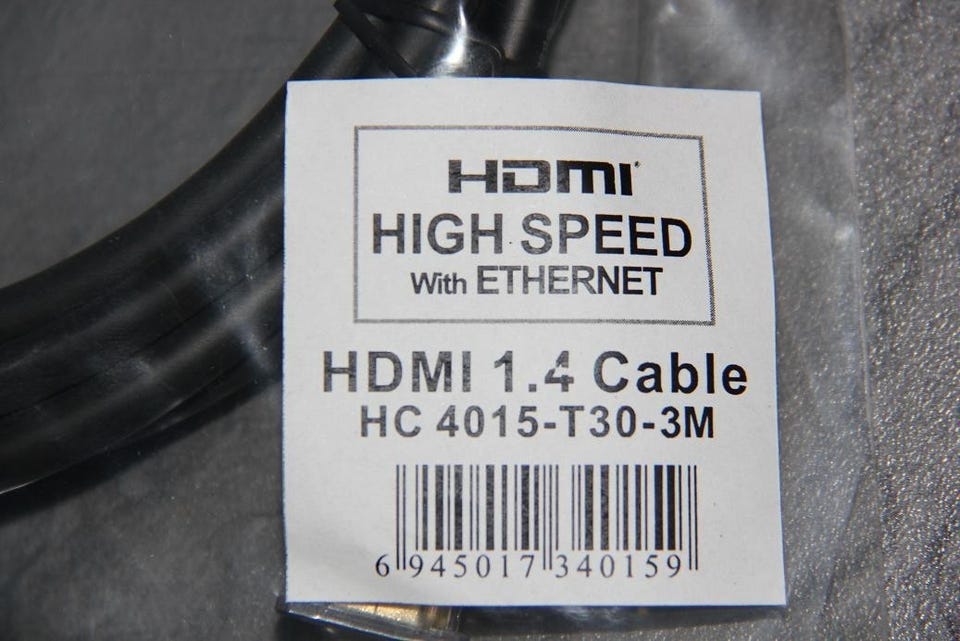 HDMI
HIGH SPEED
With ETHERNET
HDMI 1.4 Cable
HC 4015-T30-3M
6 945017 340159